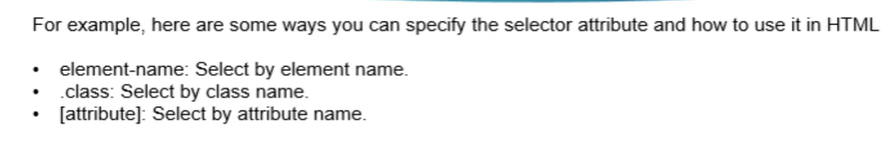 For example, here are some ways you can specify the selector attribute and how to use it in HTML
• element-name: Select by element name.
• .class: Select by class name.
• [attribute]: Select by attribute name.